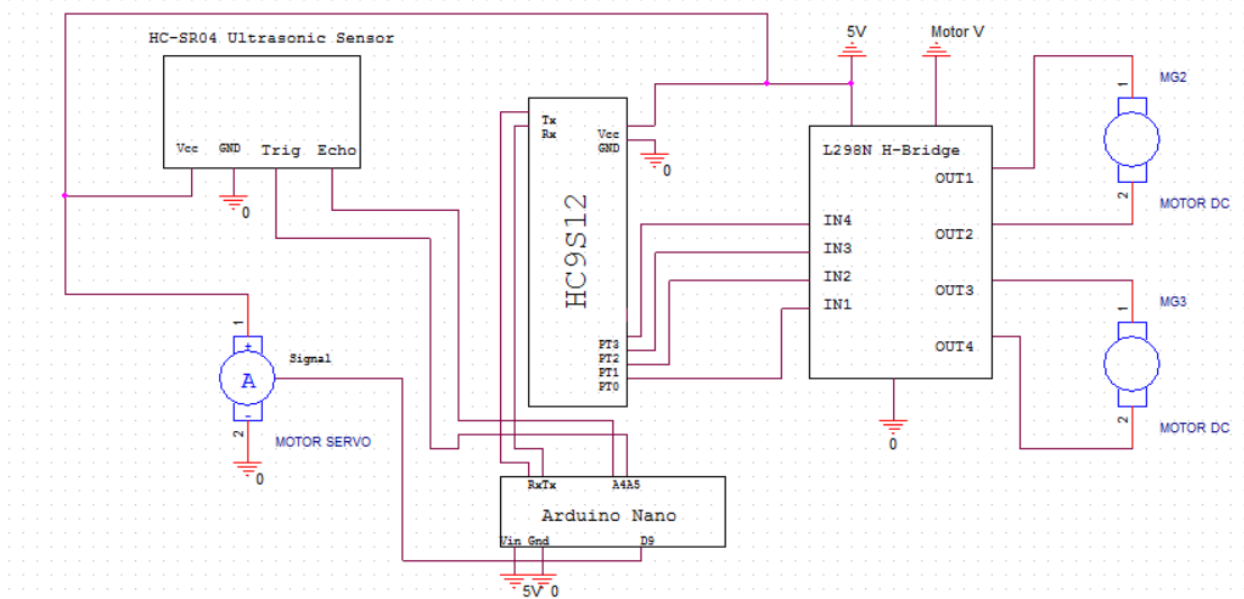 HC-SR04 Ultrasonic Sensor
Vcc GND Trig Echo
0
1
+
A
-
2
Signal
MOTOR SERVO
0
Tx
Rx
Vcc
GND
0
HC9S12
PT3
PT2
PT1
PT0
5V
Motor V
L298N H-Bridge
OUT1
OUT2
OUT3
OUT4
IN4
IN3
IN2
IN1
0
MG2
1
2
MOTOR DC
MG3
1
2
MOTOR DC
RxTx A4A5
Arduino Nano
Vin Gnd D9
5V 0